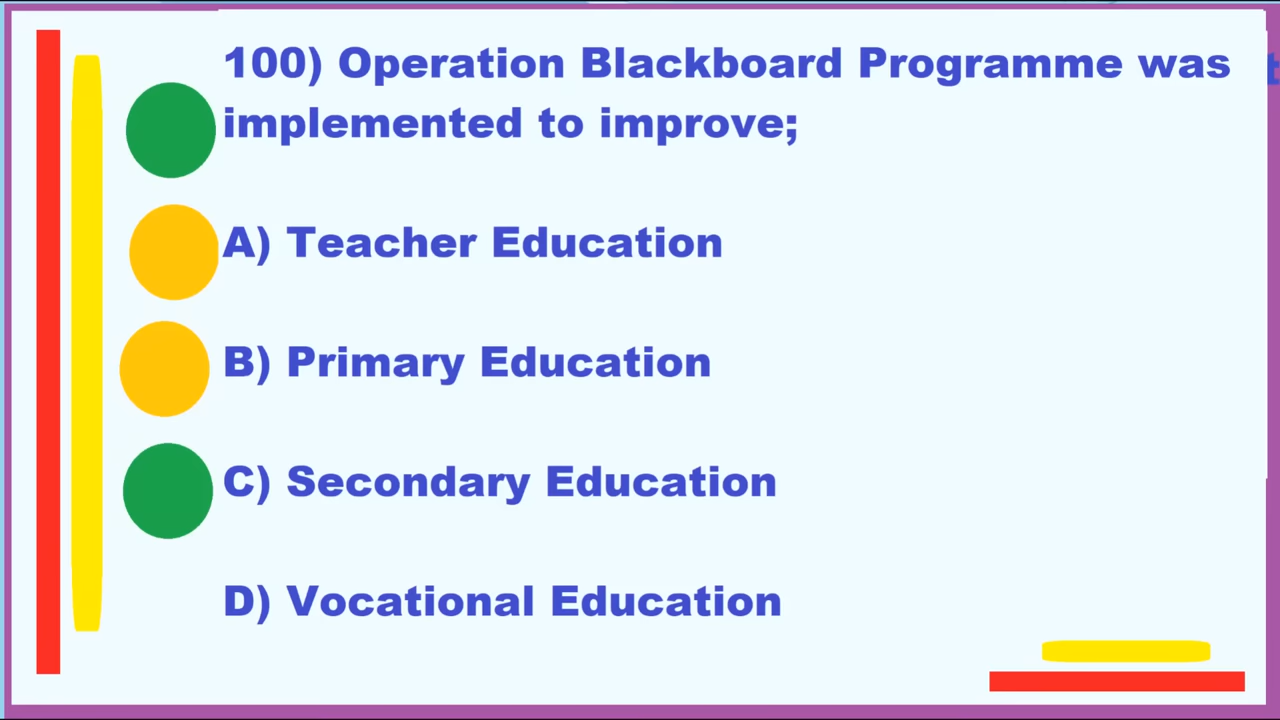 100) Operation Blackboard Programme was
implemented to improve;
A) Teacher Education
B) Primary Education
C) Secondary Education
D) Vocational Education